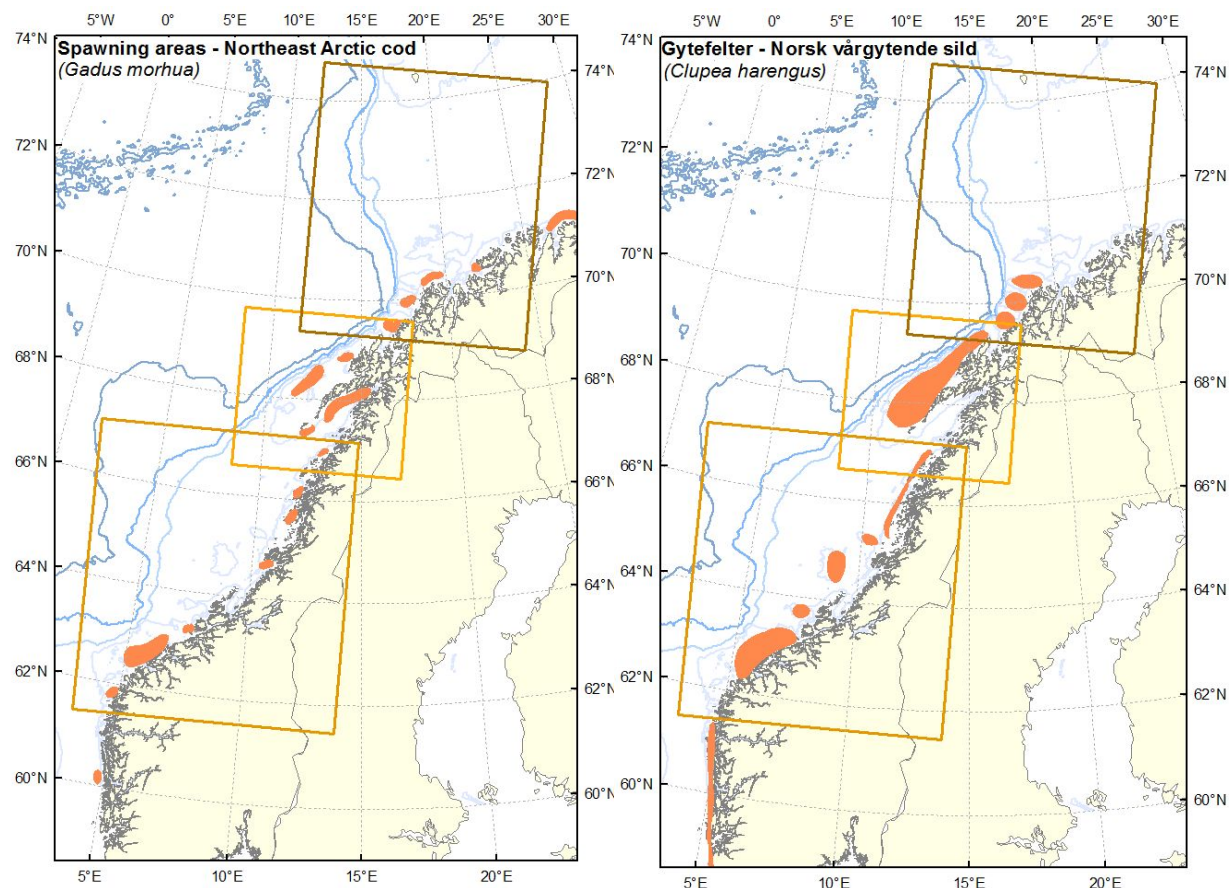 5°W 0° 5°E 10°E 15°E 20°E 25°E 30°E
74°N
Spawning areas - Northeast Arctic cod
(Gadus morhua)
74°N
72°N
72°N
70°N
70°N
68°N
68°N
66°N
66°N
64°N
64°N
62°N
62°N
60°N
60°N
5°E 10°E 15°E 20°E
5°W 0° 5°E 10°E 15°E 20°E 25°E 30°E
74°N
Gytefelter - Norsk vårgytende sild
(Clupea harengus)
74°N
72°N
72°N
70°N
70°N
68°N
68°N
66°N
66°N
64°N
64°N
62°N
62°N
60°N
60°N
5°E 10°E 15°E 20°E